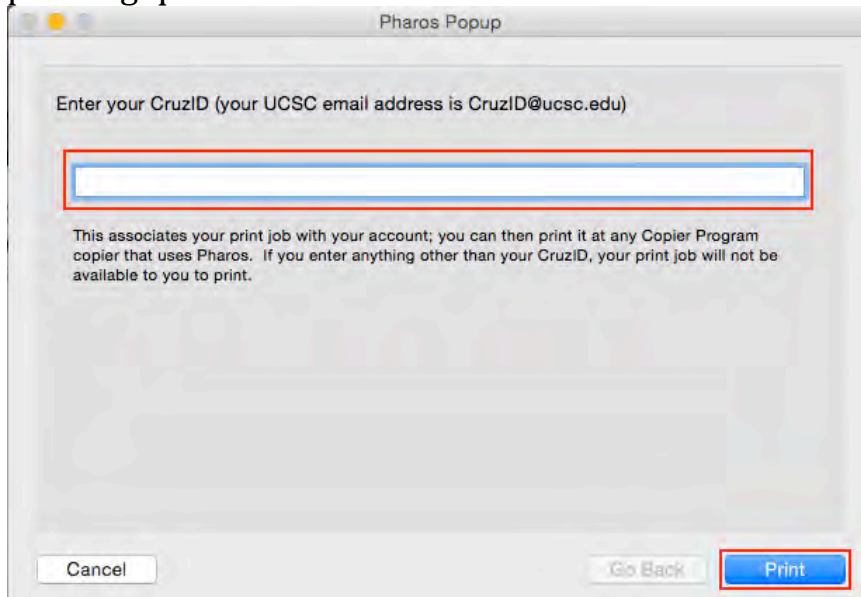 Pharos Popup
Enter your CruzID (your UCSC email address is CruzID@ucsc.edu)
This associates your print job with your account; you can then print it at any Copier Program
copier that uses Pharos. If you enter anything other than your CruzID, your print job will not be
available to you to print.
Cancel Go Back Print